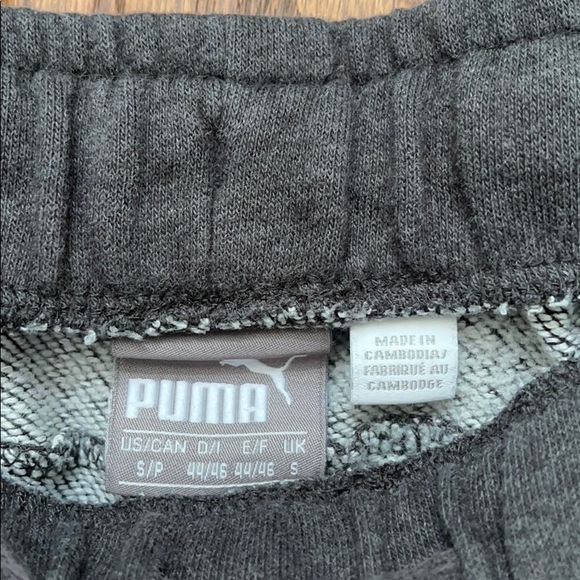 PUMA
US/CAN D/I E/F UK
S/P 44/46 44/46 S
MADE IN
CAMBODIA/
FABRIQUÉ AU
CAMBODGE